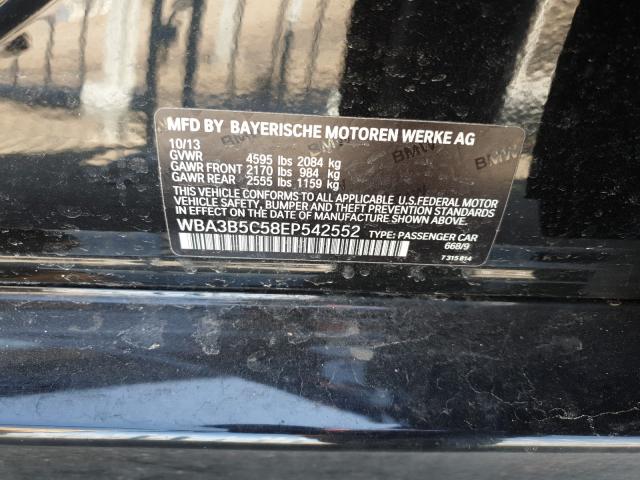 MFD BY BAYERISCHE MOTOREN WERKE AG
10/13
GVWR 4595 lbs 2084 kg
GAWR FRONT 2170 lbs 984 kg
GAWR REAR 2555 lbs 1159 kg
THIS VEHICLE CONFORMS TO ALL APPLICABLE U.S. FEDERAL MOTOR
VEHICLE SAFETY, BUMPER AND THEFT PREVENTION STANDARDS
IN EFFECT ON THE DATE OF MANUFACTURE SHOWN ABOVE.
WBA3B5C58EP542552 TYPE: PASSENGER CAR
668/9
7 315 814
BMW
BMW
BMW